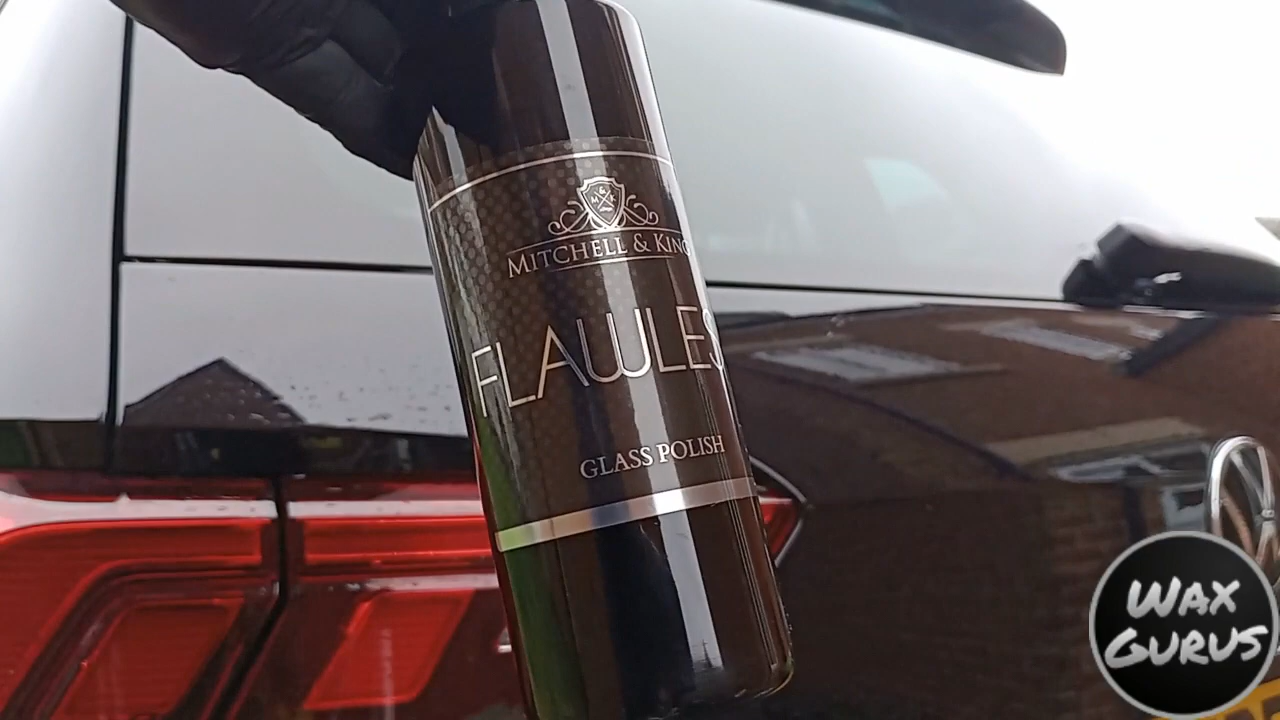 M & K
MITCHELL & KING
FLAWLES
GLASS POLISH
WAX
GURUS